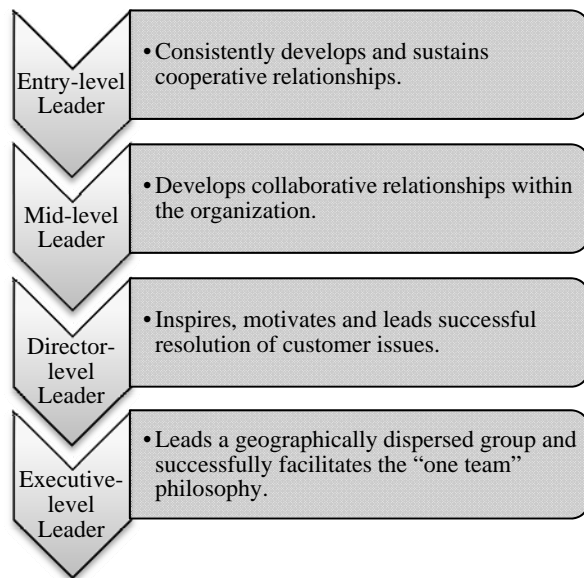 Entry-level
Leader
• Consistently develops and sustains
cooperative relationships.
Mid-level
Leader
• Develops collaborative relationships within
the organization.
Director-
level
Leader
• Inspires, motivates and leads successful
resolution of customer issues.
Executive-
level
Leader
• Leads a geographically dispersed group and
successfully facilitates the “one team”
philosophy.